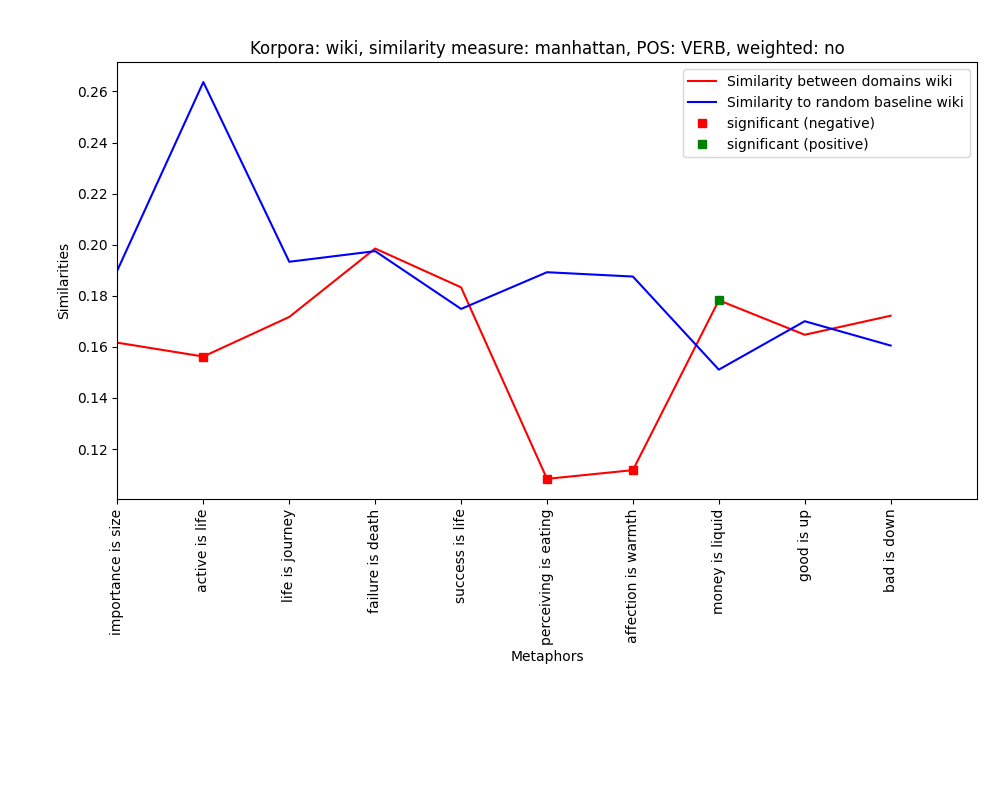 Korpora: wiki, similarity measure: manhattan, POS: VERB, weighted: no
Similarity between domains wiki
Similarity to random baseline wiki
significant (negative)
significant (positive)
Similarities
0.26
0.24
0.22
0.20
0.18
0.16
0.14
0.12
importance is size
active is life
life is journey
failure is death
success is life
perceiving is eating
affection is warmth
money is liquid
good is up
bad is down
Metaphors